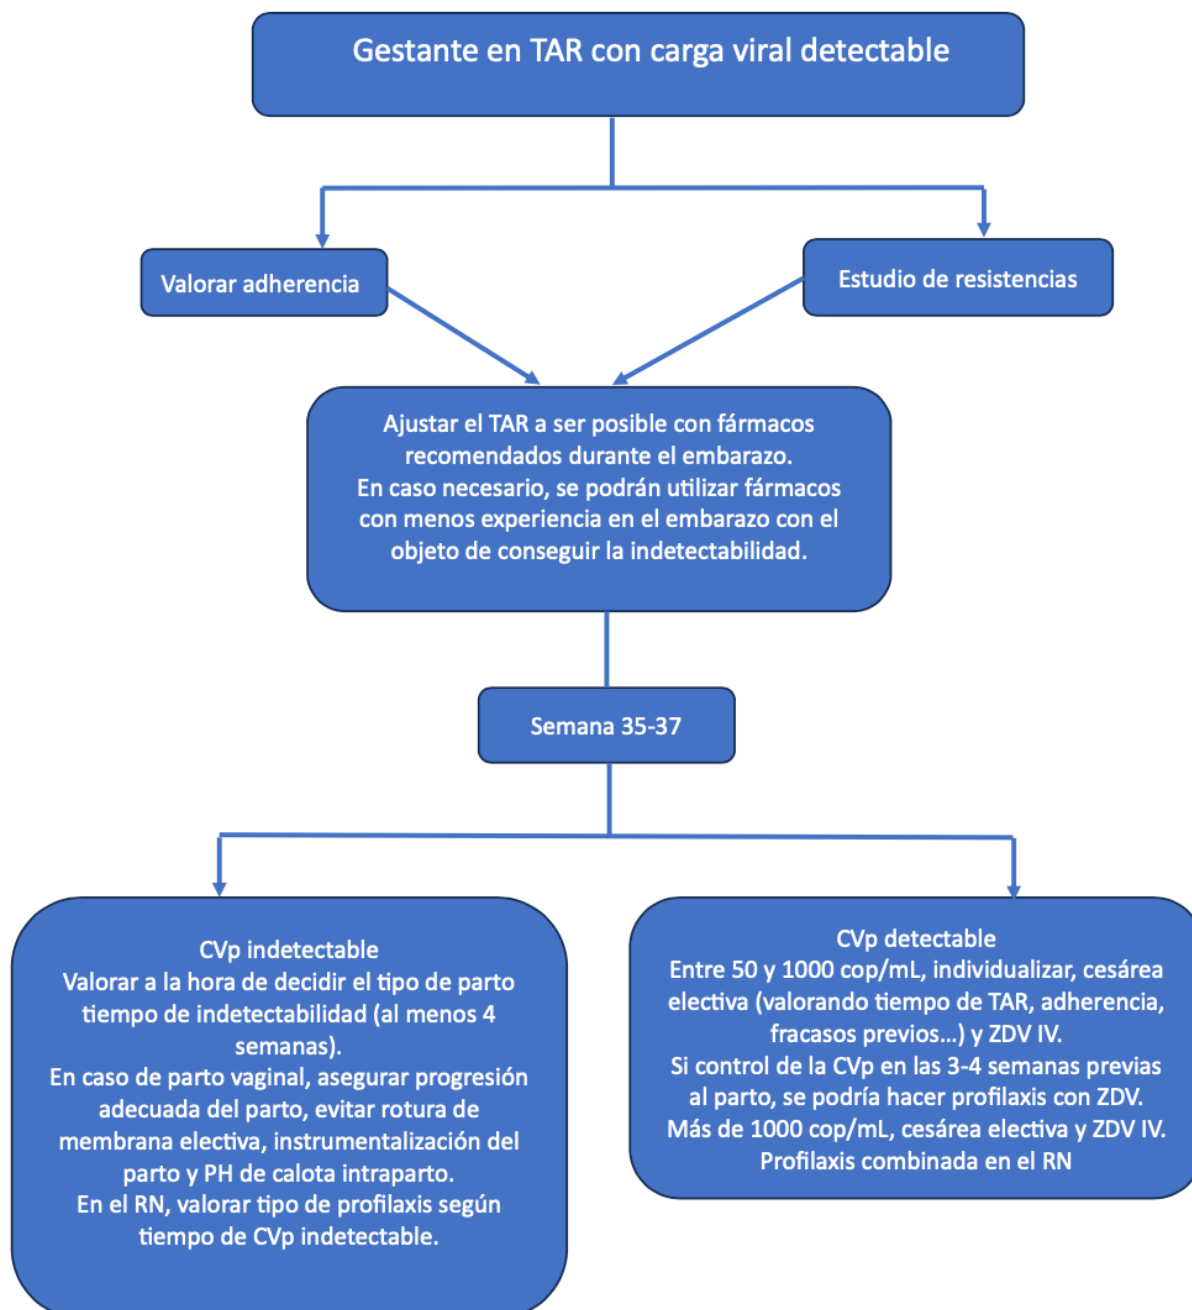 Gestante en TAR con carga viral detectable
Valorar adherencia
Estudio de resistencias
Ajustar el TAR a ser posible con fármacos
recomendados durante el embarazo.
En caso necesario, se podrán utilizar fármacos
con menos experiencia en el embarazo con el
objeto de conseguir la indetectabilidad.
Semana 35-37
CVp indetectable
Valorar a la hora de decidir el tipo de parto
tiempo de indetectabilidad (al menos 4
semanas).
En caso de parto vaginal, asegurar progresión
adecuada del parto, evitar rotura de
membrana electiva, instrumentalización del
parto y PH de calota intraparto.
En el RN, valorar tipo de profilaxis según
tiempo de CVp indetectable.
CVp detectable
Entre 50 y 1000 cop/mL, individualizar, cesárea
electiva (valorando tiempo de TAR, adherencia,
fracasos previos...) y ZDV IV.
Si control de la CVp en las 3-4 semanas previas
al parto, se podría hacer profilaxis con ZDV.
Más de 1000 cop/mL, cesárea electiva y ZDV IV.
Profilaxis combinada en el RN